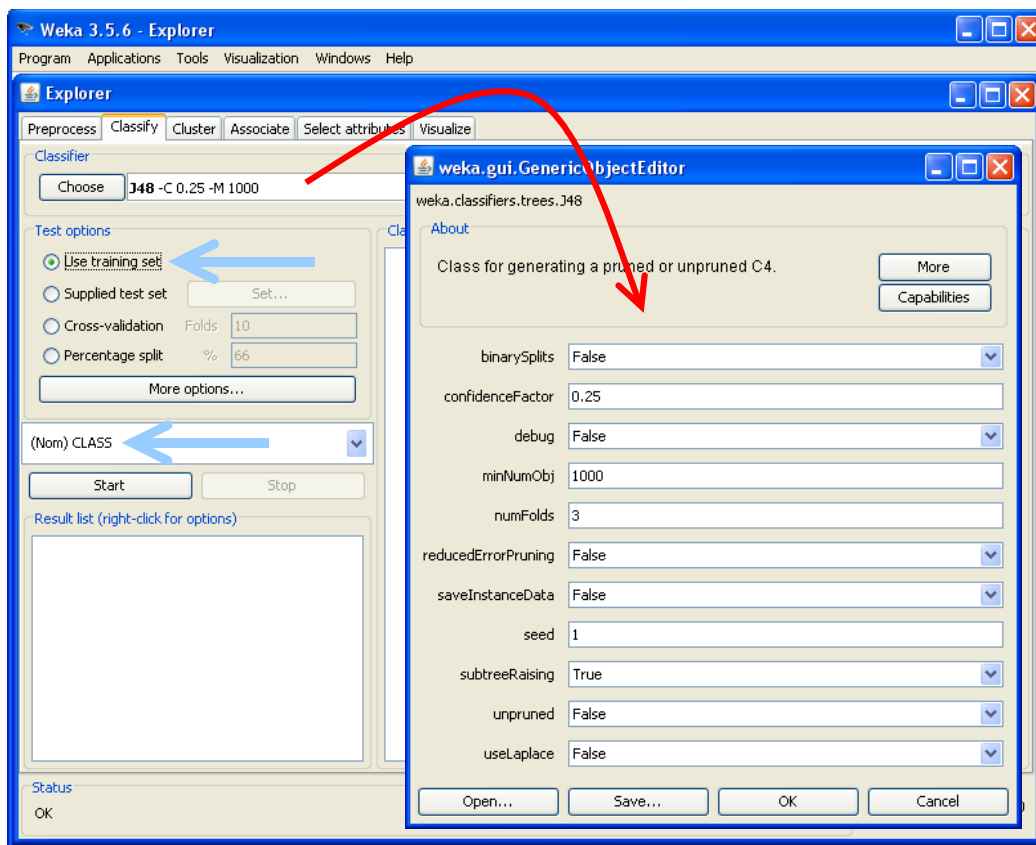 Weka 3.5.6 - Explorer
Program Applications Tools Visualization Windows Help
Explorer
Preprocess Classify Cluster Associate Select attributes Visualize
Classifier
Choose J48 -C 0.25 -M 1000
Test options
Use training set
Supplied test set Set...
Cross-validation Folds 10
Percentage split % 66
More options...
(Nom) CLASS
Start Stop
Result list (right-click for options)
Status
OK
weka.gui.GenericObjectEditor
weka.classifiers.trees.J48
About
Class for generating a pruned or unpruned C4.
More
Capabilities
binarySplits False
confidenceFactor 0.25
debug False
minNumObj 1000
numFolds 3
reducedErrorPruning False
saveInstanceData False
seed 1
subtreeRaising True
unpruned False
useLaplace False
Open... Save... OK Cancel